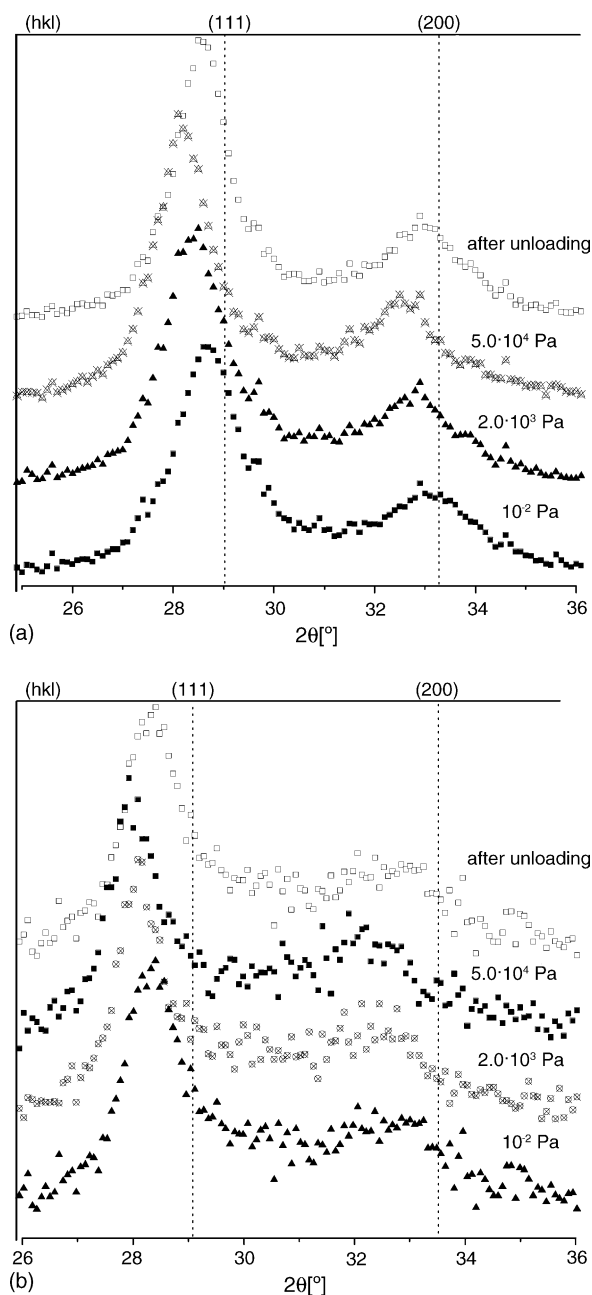 (hkl) (111) (200)
after unloading
5.0·10⁴ Pa
2.0·10³ Pa
10⁻² Pa
26 28 30 32 34 36
(a) 2θ[°]
(hkl) (111) (200)
after unloading
5.0·10⁴ Pa
2.0·10³ Pa
10⁻² Pa
26 28 30 32 34 36
(b) 2θ[°]